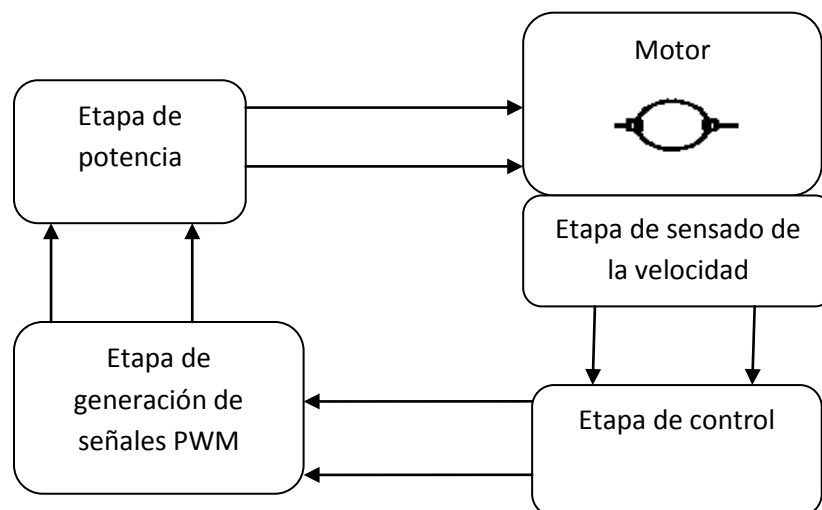 Motor
Etapa de
potencia
Etapa de sensado de
la velocidad
Etapa de
generación de
señales PWM
Etapa de control